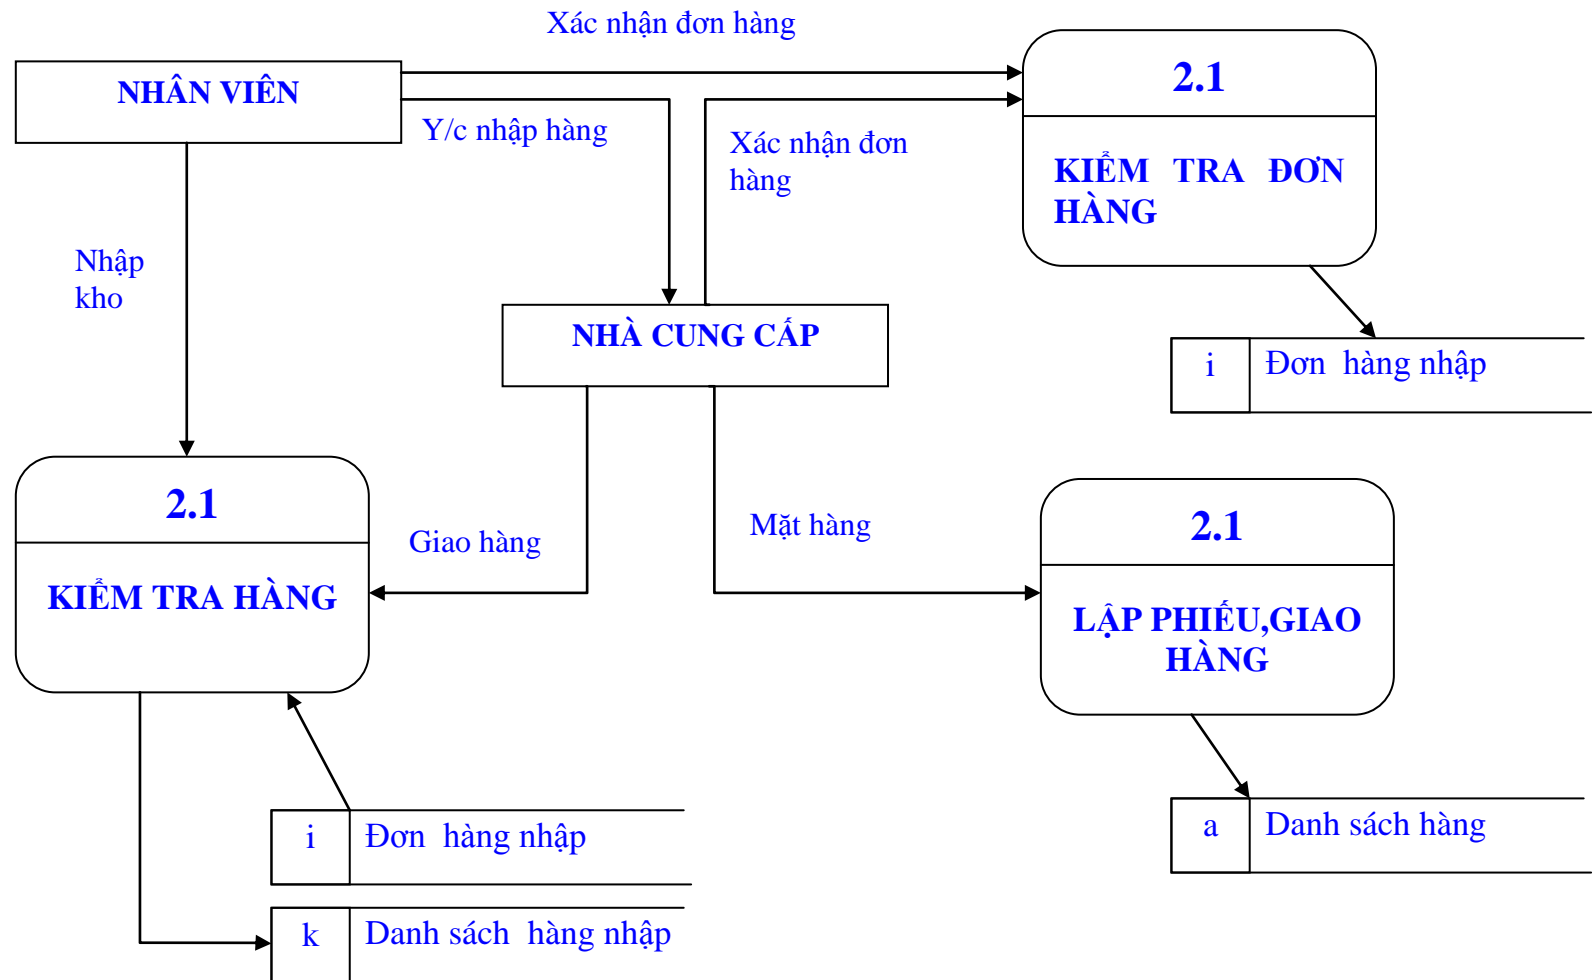 Xác nhận đơn hàng
NHÂN VIÊN
2.1
Y/c nhập hàng
Xác nhận đơn
hàng
KIỂM TRA ĐƠN
HÀNG
Nhập
kho
NHÀ CUNG CẤP
i Đơn hàng nhập
2.1
Giao hàng
Mặt hàng
2.1
KIỂM TRA HÀNG
LẬP PHIẾU,GIAO
HÀNG
i Đơn hàng nhập
a Danh sách hàng
k Danh sách hàng nhập